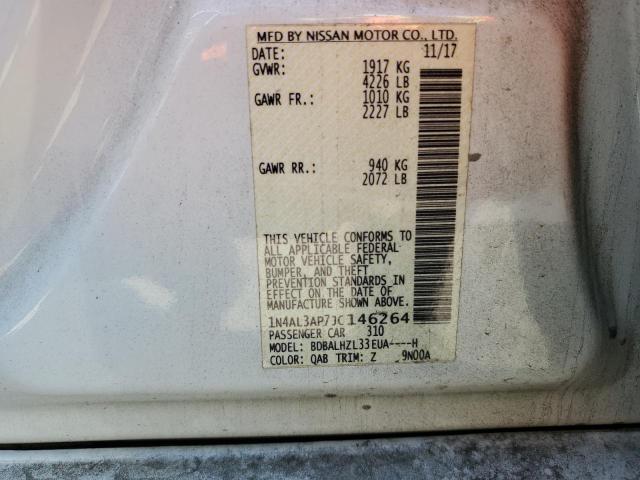 MFD BY NISSAN MOTOR CO., LTD.
DATE: 11/17
GVWR: 1917 KG
4226 LB
GAWR FR.: 1010 KG
2227 LB
GAWR RR.: 940 KG
2072 LB
THIS VEHICLE CONFORMS TO
ALL APPLICABLE FEDERAL
MOTOR VEHICLE SAFETY,
BUMPER, AND THEFT
PREVENTION STANDARDS IN
EFFECT ON THE DATE OF
MANUFACTURE SHOWN ABOVE.
1N4AL3AP7JC146264
PASSENGER CAR 310
MODEL: BDBALHZL33EUA----H
COLOR: QAB TRIM: Z 9N00A